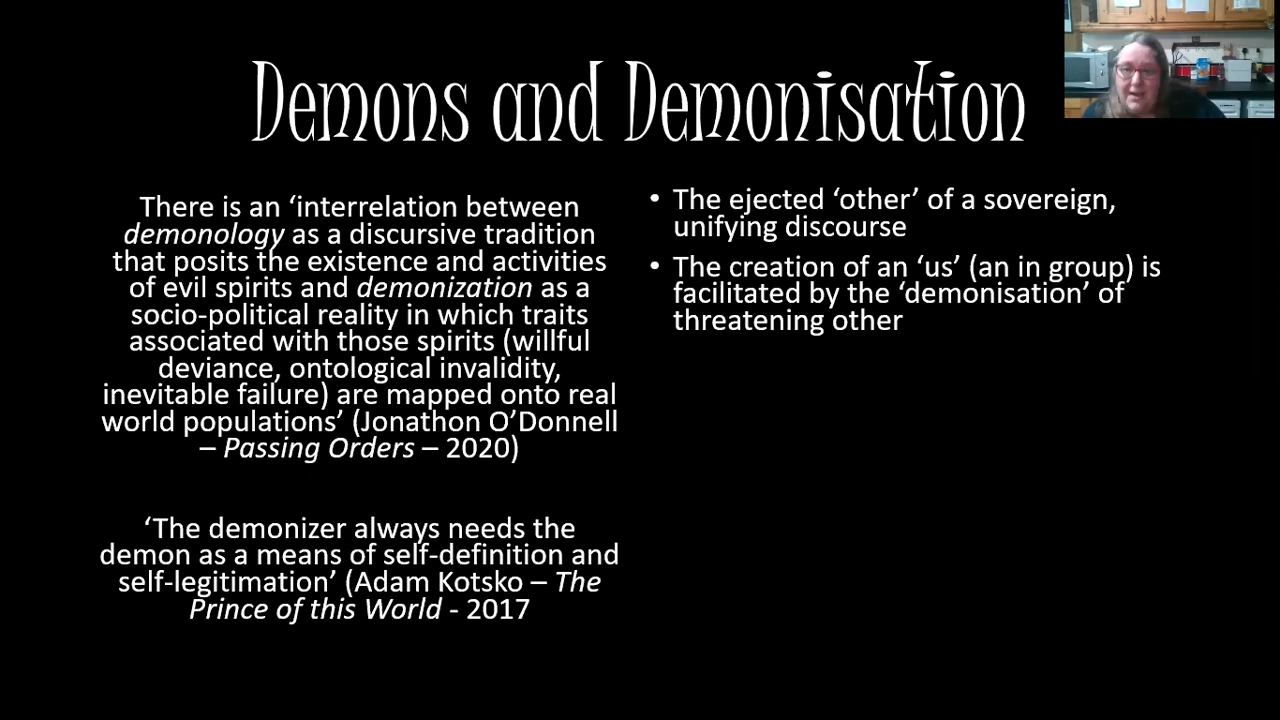 Demons and Demonisation
There is an ‘interrelation between
demonology as a discursive tradition
that posits the existence and activities
of evil spirits and demonization as a
socio-political reality in which traits
associated with those spirits (willful
deviance, ontological invalidity,
inevitable failure) are mapped onto real
world populations’ (Jonathon O’Donnell
– Passing Orders – 2020)
‘The demonizer always needs the
demon as a means of self-definition and
self-legitimation’ (Adam Kotsko – The
Prince of this World - 2017
• The ejected ‘other’ of a sovereign,
unifying discourse
• The creation of an ‘us’ (an in group) is
facilitated by the ‘demonisation’ of
threatening other